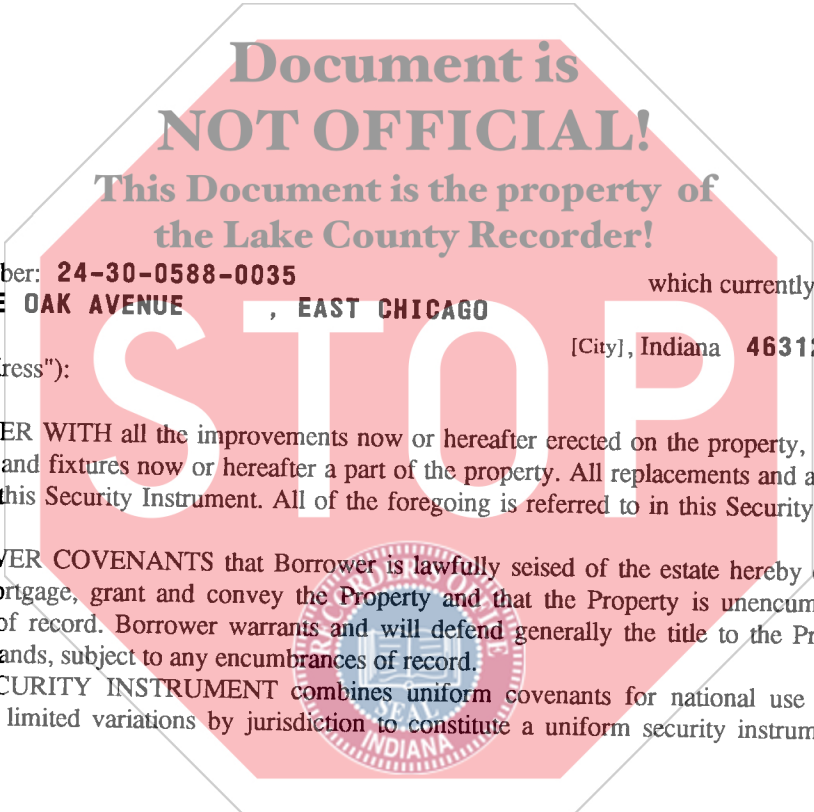 Document is
NOT OFFICIAL!
This Document is the property of
the Lake County Recorder!
ber: 24-30-0588-0035 which currently
E OAK AVENUE , EAST CHICAGO
[City], Indiana 46312
ress"):
STOP
ER WITH all the improvements now or hereafter erected on the property,
and fixtures now or hereafter a part of the property. All replacements and a
this Security Instrument. All of the foregoing is referred to in this Security
VER COVENANTS that Borrower is lawfully seised of the estate hereby
ortgage, grant and convey the Property and that the Property is unencum
of record. Borrower warrants and will defend generally the title to the Pr
ands, subject to any encumbrances of record.
CURITY INSTRUMENT combines uniform covenants for national use
limited variations by jurisdiction to constitute a uniform security instrum
RECORDER'S OFFICE
SEAL
INDIANA